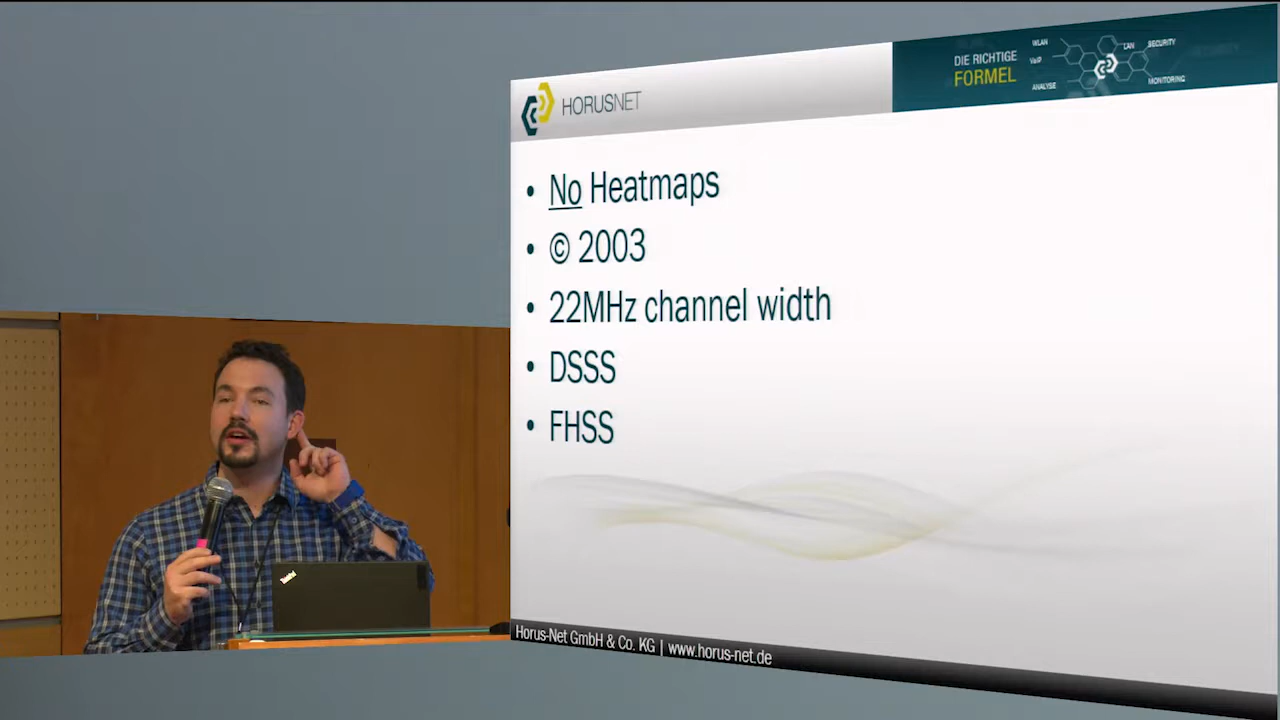 HORUSNET
DIE RICHTIGE
FORMEL
WLAN
VoIP
ANALYSE
LAN
SECURITY
MONITORING
• No Heatmaps
• © 2003
• 22MHz channel width
• DSSS
• FHSS
Horus-Net GmbH & Co. KG | www.horus-net.de
ThinkPad